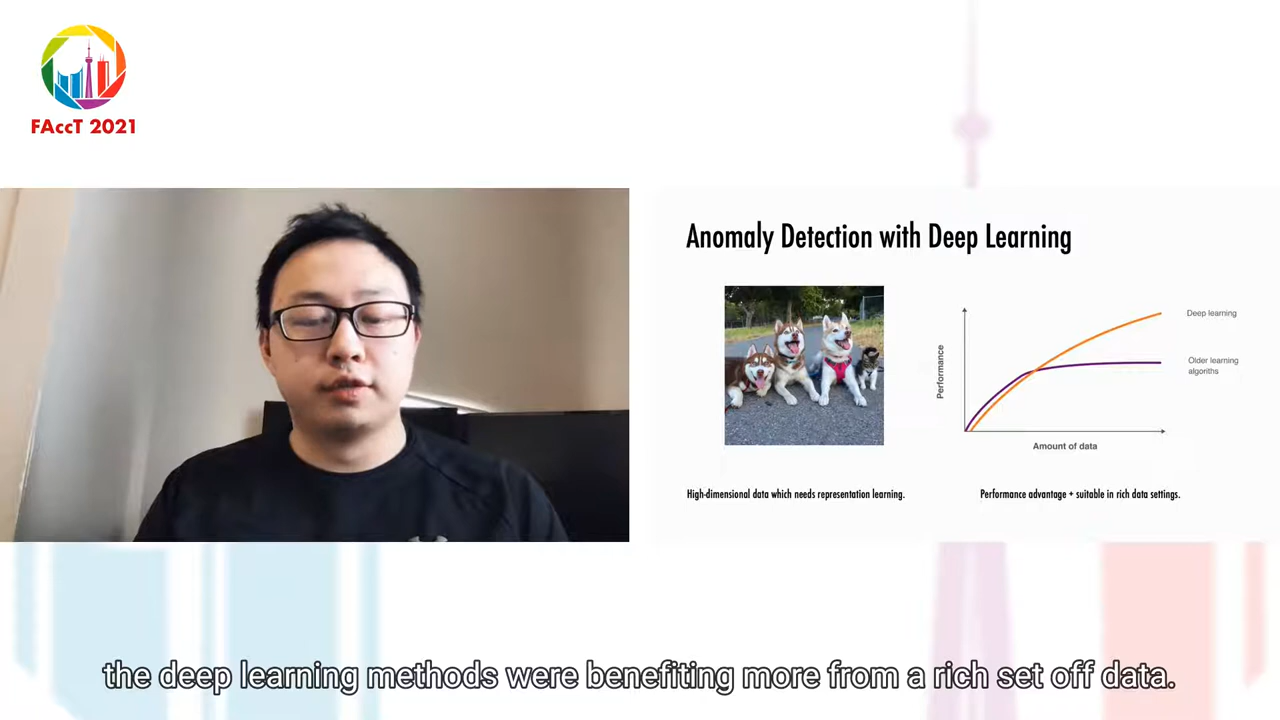 FAccT 2021
Anomaly Detection with Deep Learning
Performance
Deep learning
Older learning
algoriths
Amount of data
High-dimensional data which needs representation learning.
Performance advantage + suitable in rich data settings.
the deep learning methods were benefiting more from a rich set off data.